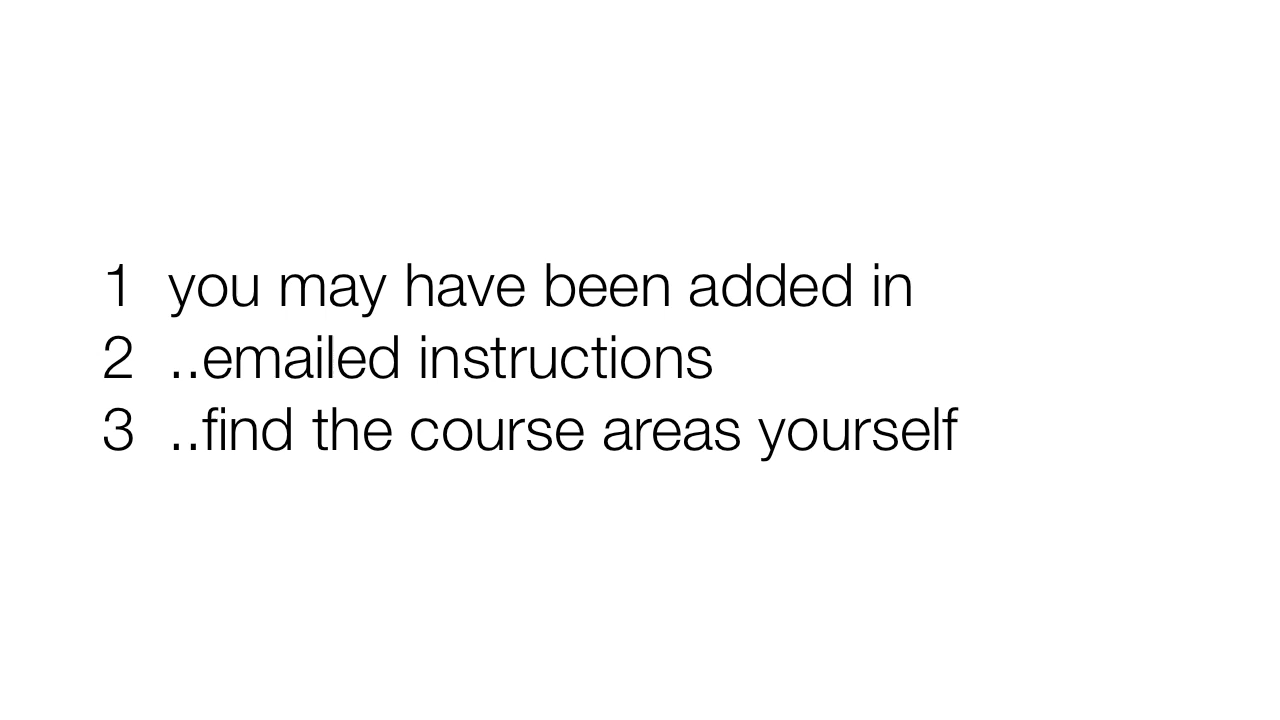 1 you may have been added in
2 ..emailed instructions
3 ..find the course areas yourself